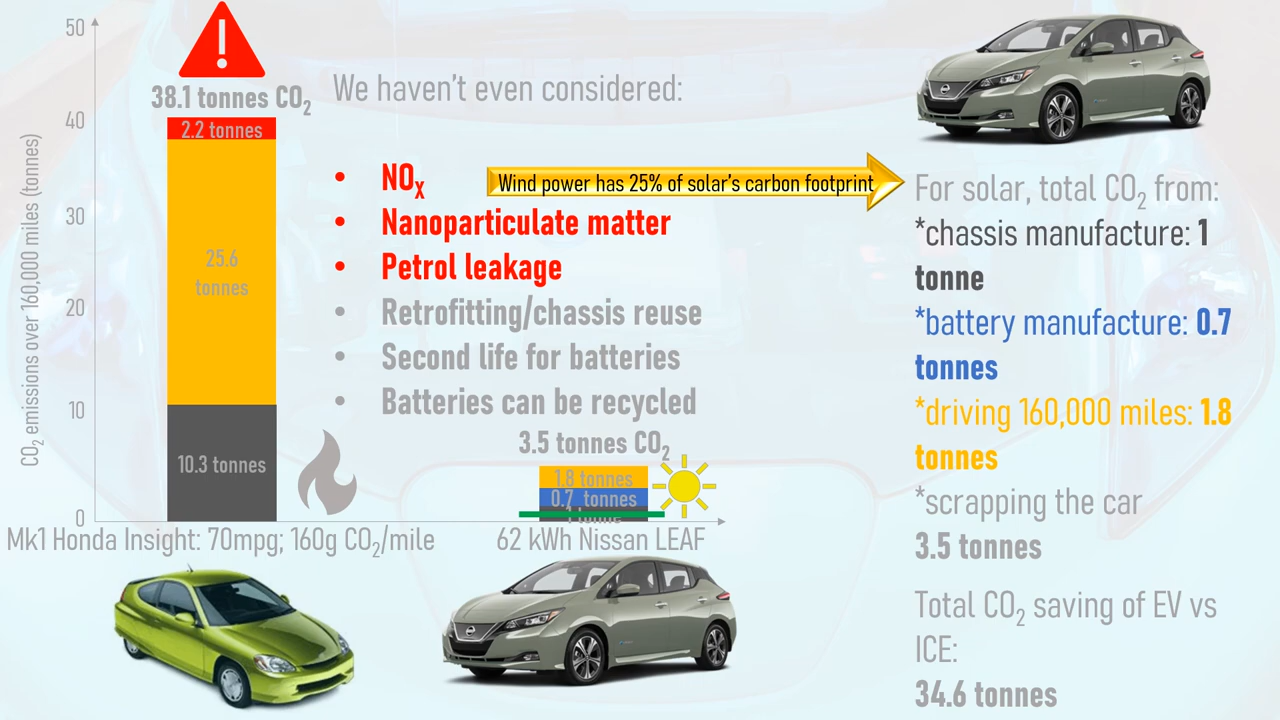 50
40
30
20
10
0
CO2 emissions over 160,000 miles (tonnes)
38.1 tonnes CO2
2.2 tonnes
25.6
tonnes
10.3 tonnes
Mk1 Honda Insight: 70mpg; 160g CO2/mile
We haven't even considered:
• NOX
• Nanoparticulate matter
• Petrol leakage
• Retrofitting/chassis reuse
• Second life for batteries
• Batteries can be recycled
Wind power has 25% of solar's carbon footprint
3.5 tonnes CO2
1.8 tonnes
0.7 tonnes
1 tonne
62 kWh Nissan LEAF
For solar, total CO2 from:
*chassis manufacture: 1
tonne
*battery manufacture: 0.7
tonnes
*driving 160,000 miles: 1.8
tonnes
*scrapping the car
3.5 tonnes
Total CO2 saving of EV vs
ICE:
34.6 tonnes